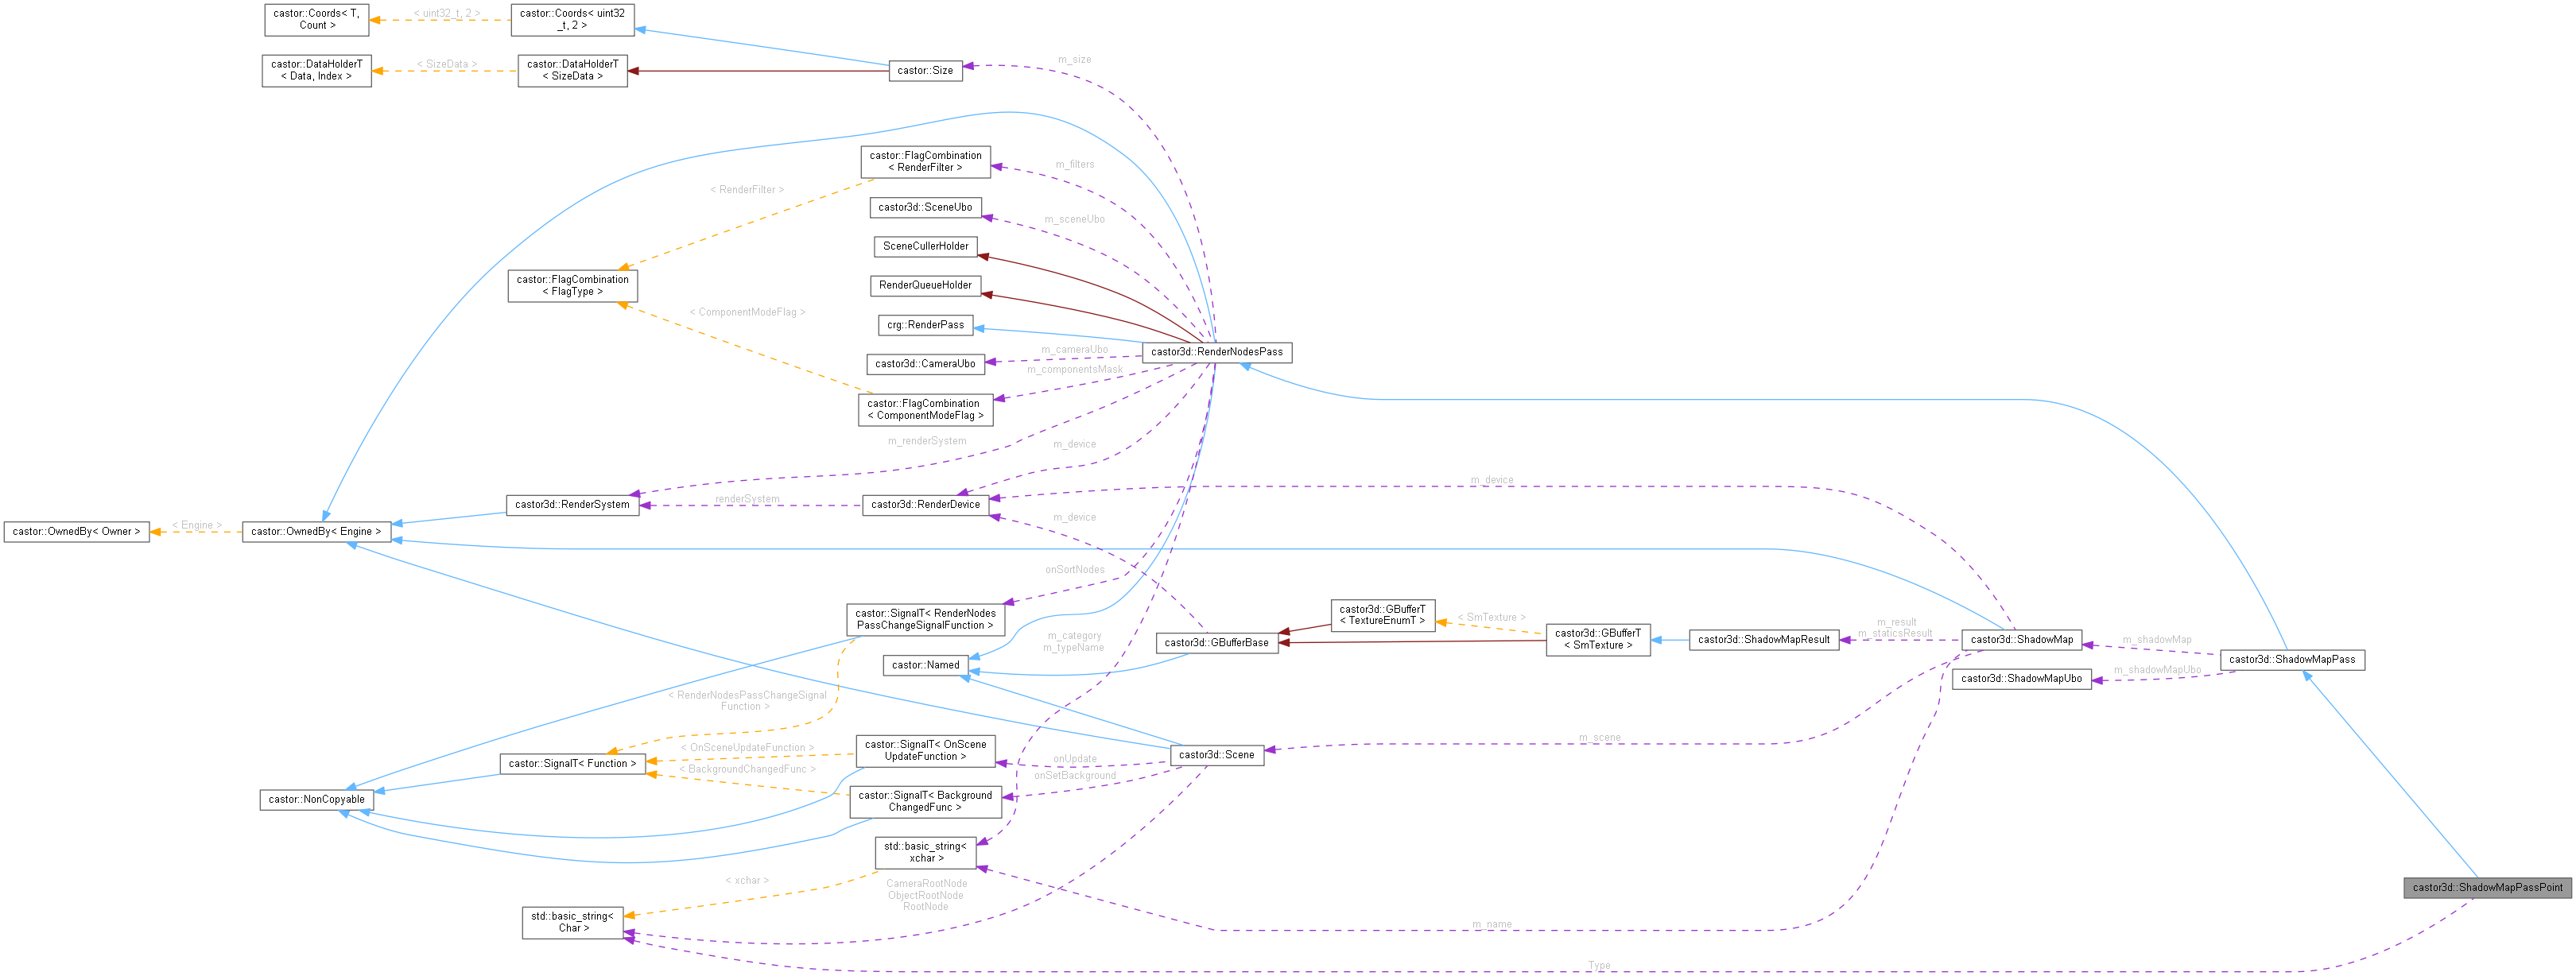 castor::Coords< T,
Count >
< uint32_t, 2 >
castor::Coords< uint32
_t, 2 >
castor::DataHolderT
< Data, Index >
< SizeData >
castor::DataHolderT
< SizeData >
castor::Size
m_size
castor::FlagCombination
< RenderFilter >
m_filters
< RenderFilter >
castor3d::SceneUbo
m_sceneUbo
SceneCullerHolder
castor::FlagCombination
< FlagType >
RenderQueueHolder
< ComponentModeFlag >
crg::RenderPass
castor3d::RenderNodesPass
castor3d::CameraUbo
m_cameraUbo
m_componentsMask
castor::FlagCombination
< ComponentModeFlag >
m_renderSystem
m_device
m_device
castor3d::RenderSystem
renderSystem
castor3d::RenderDevice
m_device
castor::OwnedBy< Owner >
< Engine >
castor::OwnedBy< Engine >
onSortNodes
castor::SignalT< RenderNodes
PassChangeSignalFunction >
castor3d::GBufferT
< TextureEnumT >
< SmTexture >
castor3d::GBufferT
< SmTexture >
castor3d::GBufferBase
castor3d::ShadowMapResult
m_result
m_staticsResult
castor3d::ShadowMap
m_shadowMap
castor3d::ShadowMapPass
m_category
m_typeName
castor::Named
castor3d::ShadowMapUbo
m_shadowMapUbo
< RenderNodesPassChangeSignal
Function >
castor::SignalT< Function >
< OnSceneUpdateFunction >
castor::SignalT< OnScene
UpdateFunction >
onUpdate
castor3d::Scene
m_scene
< BackgroundChangedFunc >
onSetBackground
castor::NonCopyable
castor::SignalT< Background
ChangedFunc >
std::basic_string<
xchar >
< xchar >
CameraRootNode
ObjectRootNode
RootNode
castor3d::ShadowMapPassPoint
std::basic_string<
Char >
m_name
Type